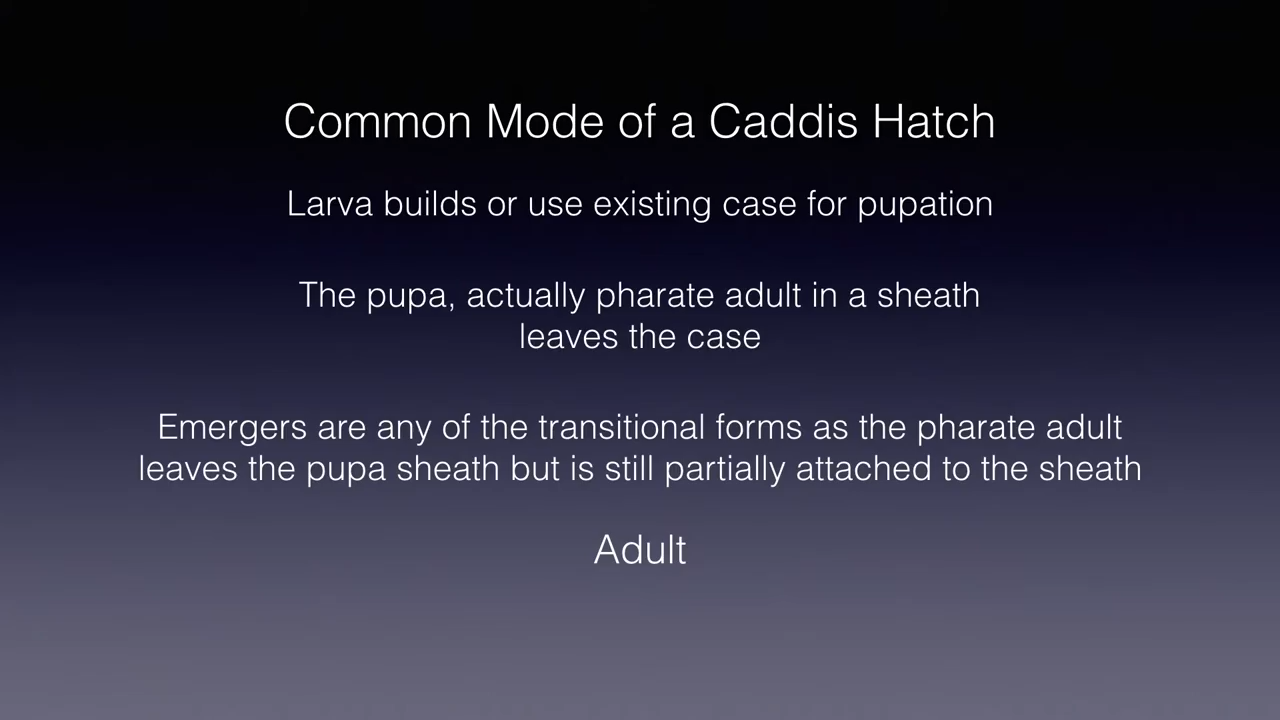 Common Mode of a Caddis Hatch
Larva builds or use existing case for pupation
The pupa, actually pharate adult in a sheath
leaves the case
Emergers are any of the transitional forms as the pharate adult
leaves the pupa sheath but is still partially attached to the sheath
Adult